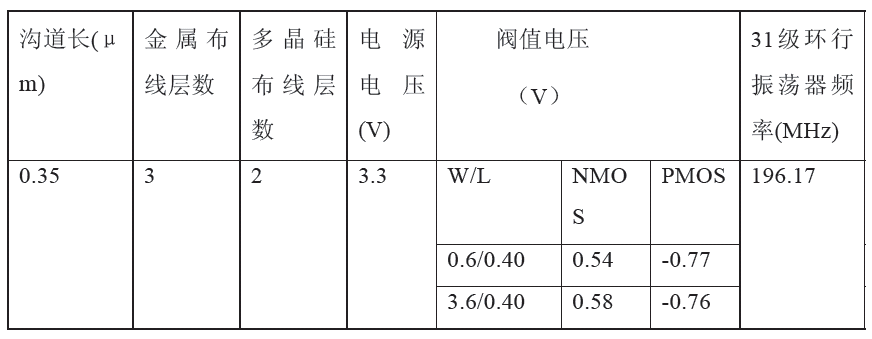 沟道长(μ
m)
金属布
线层数
多晶硅
布线层
数
电源
电压
(V)
阀值电压
（V）
31级环行
振荡器频
率(MHz)
0.35
3
2
3.3
W/L
NMO
S
PMOS
196.17
0.6/0.40
0.54
-0.77
3.6/0.40
0.58
-0.76